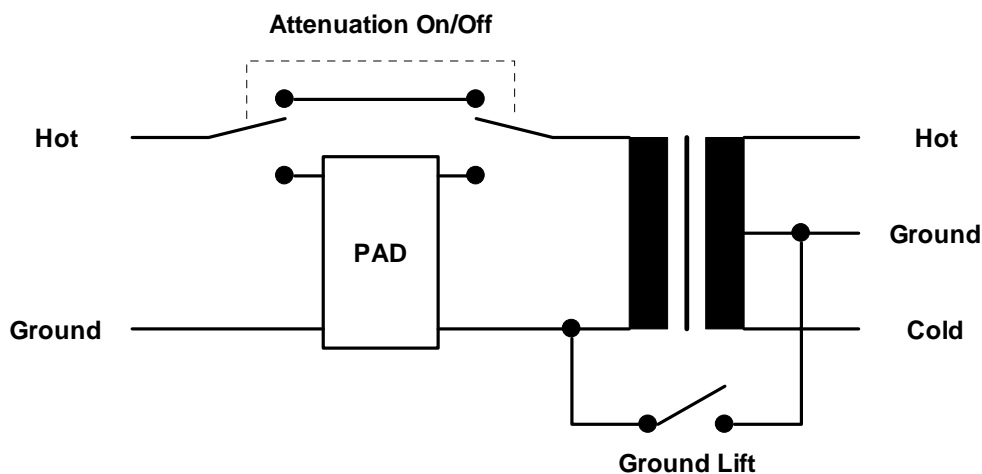 Attenuation On/Off
Hot
Hot
Ground
PAD
Ground
Cold
Ground Lift